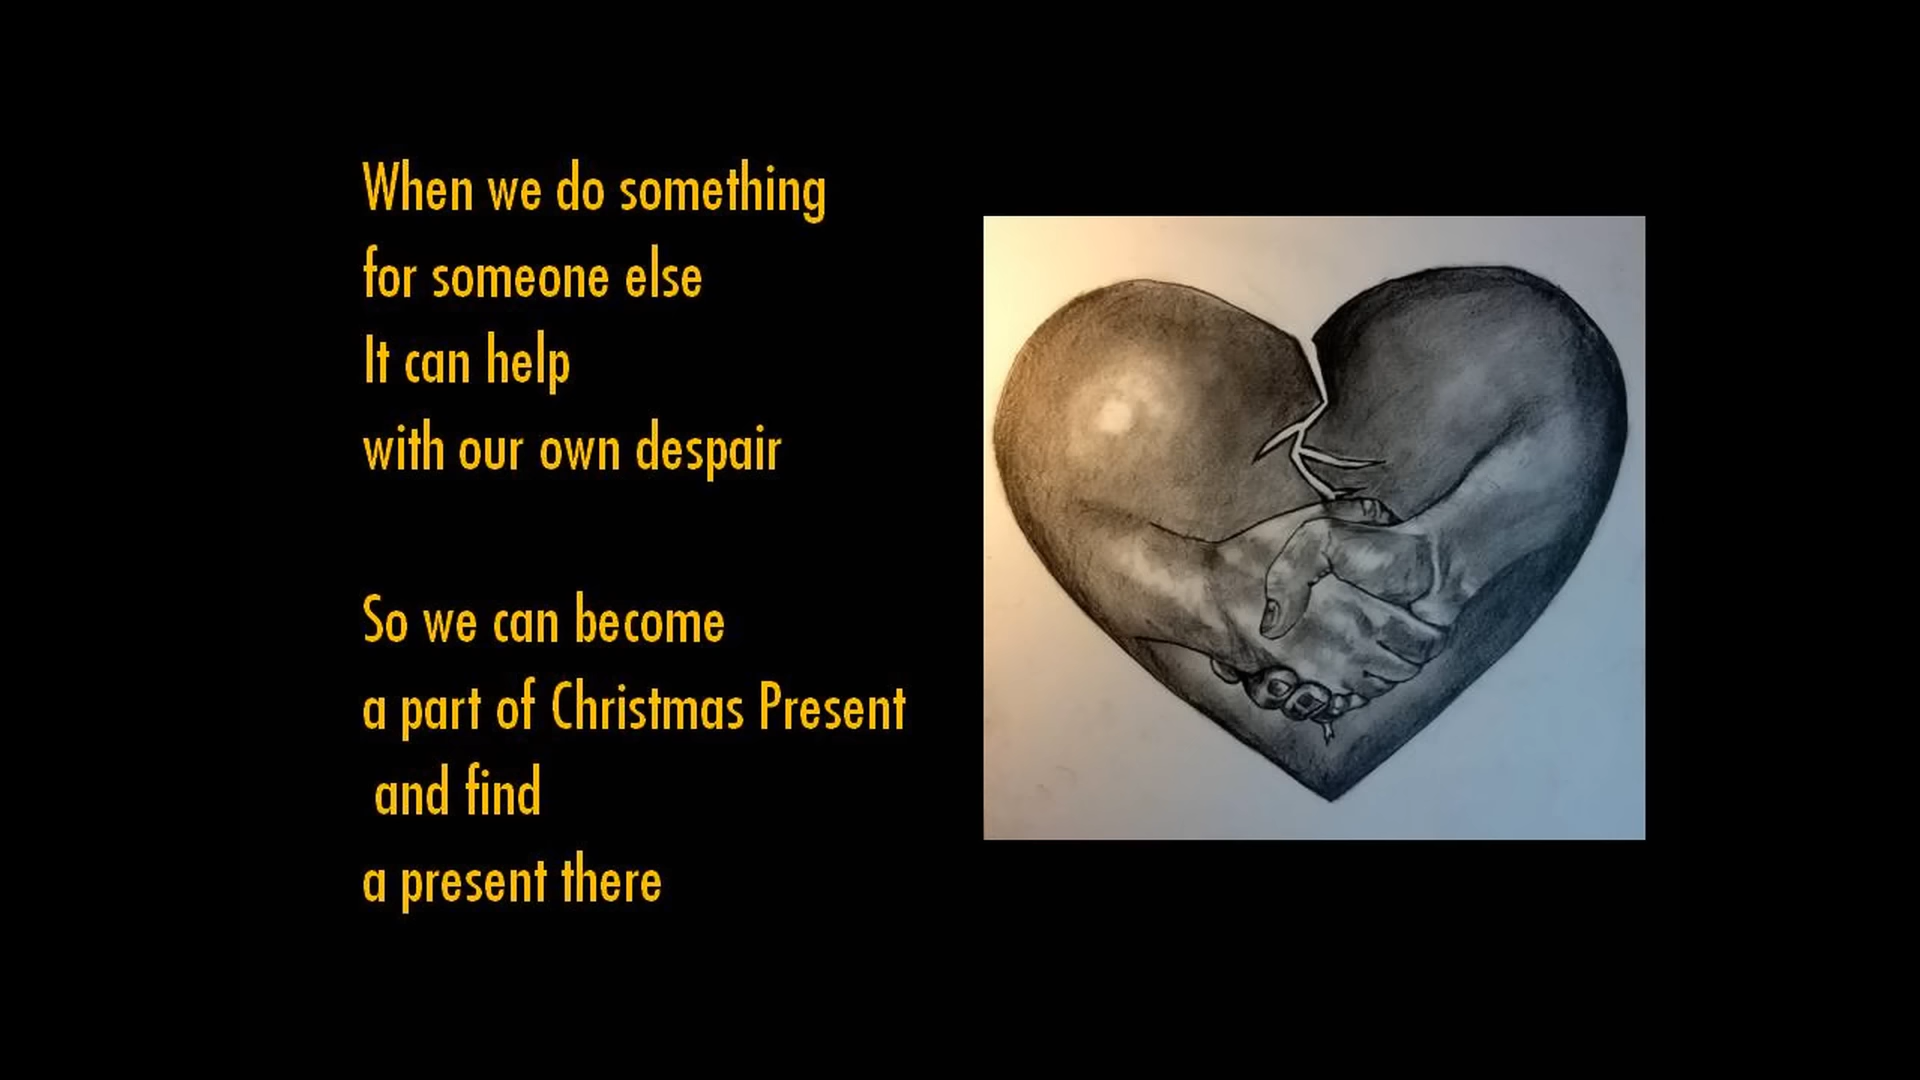 When we do something
for someone else
It can help
with our own despair
So we can become
a part of Christmas Present
and find
a present there